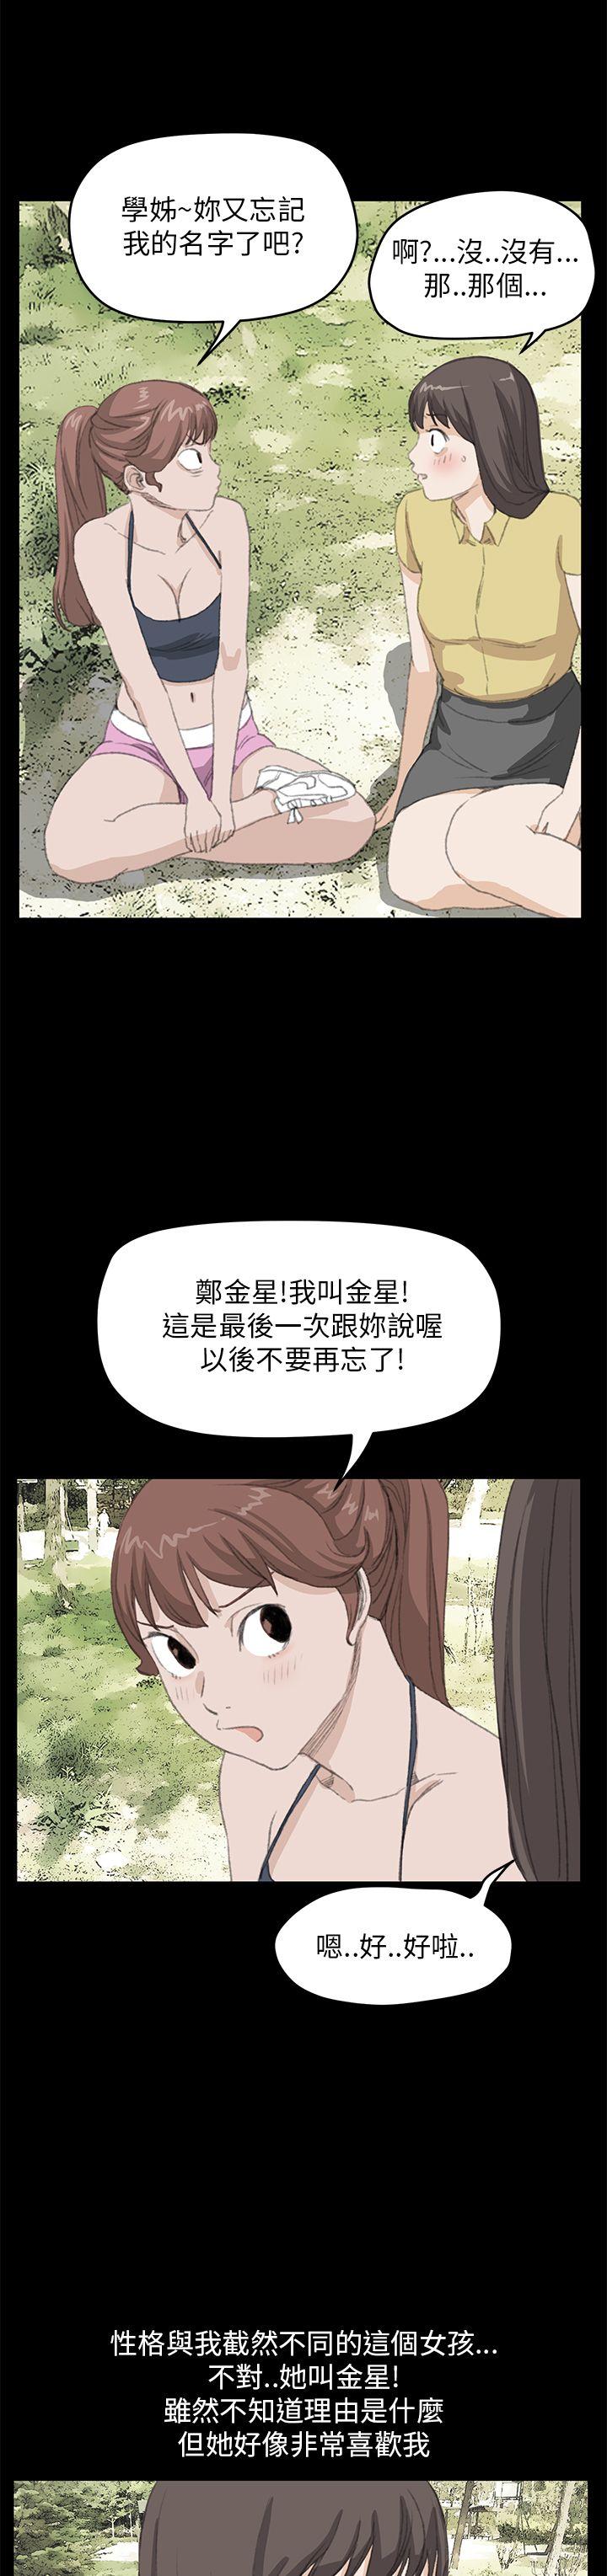 學姊~妳又忘記
我的名字了吧?
啊?...沒..沒有...
那..那個...
鄭金星!我叫金星!
這是最後一次跟妳說喔
以後不要再忘了!
嗯..好..好啦..
性格與我截然不同的這個女孩...
不對..她叫金星!
雖然不知道理由是什麼
但她好像非常喜歡我